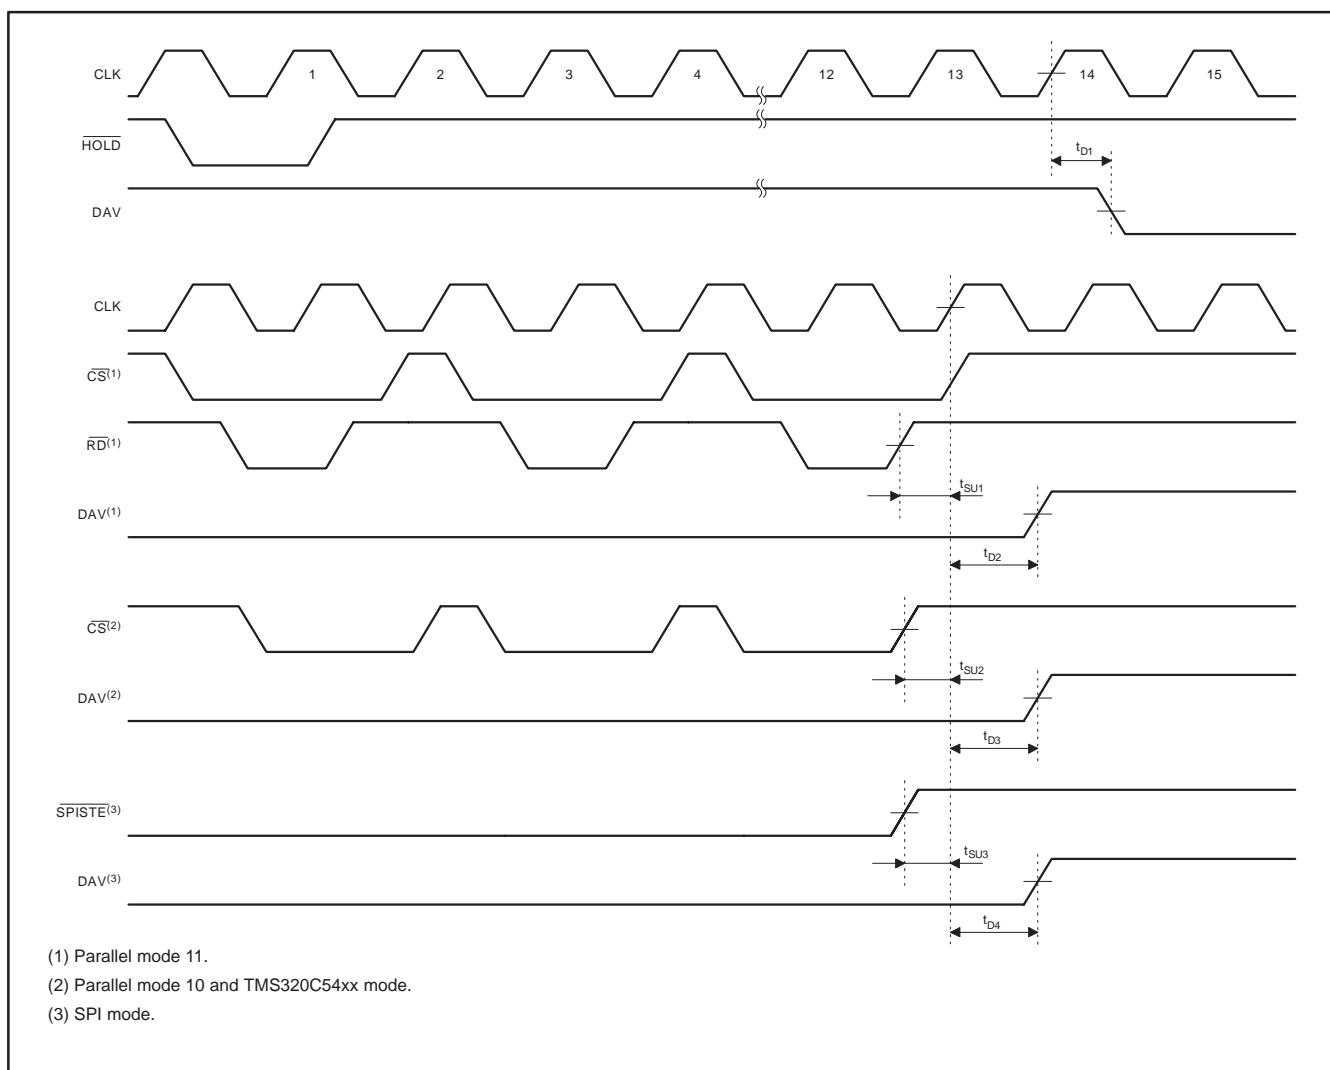 CLK 1 2 3 4 12 13 14 15
HOLD
tD1
DAV
CLK
CS(1)
RD(1)
tSU1
DAV(1)
tD2
CS(2)
tSU2
DAV(2)
tD3
SPISTE(3)
tSU3
DAV(3)
tD4
(1) Parallel mode 11.
(2) Parallel mode 10 and TMS320C54xx mode.
(3) SPI mode.